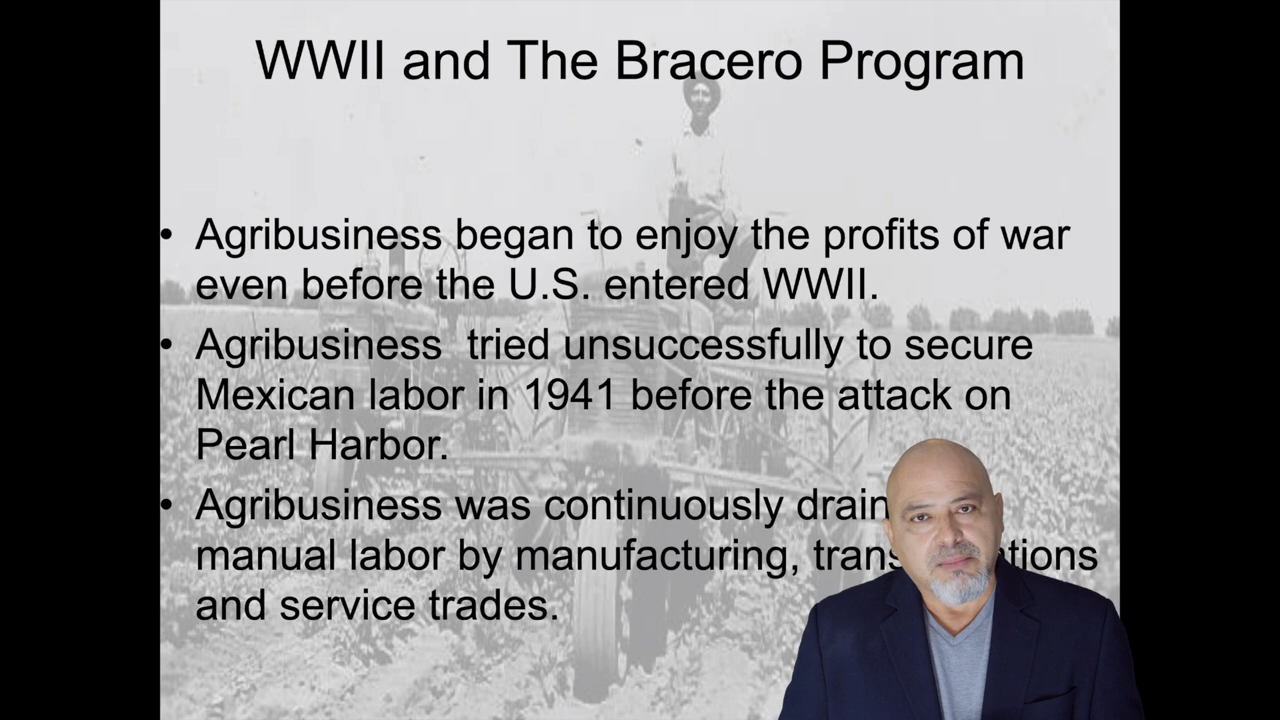 WWII and The Bracero Program
• Agribusiness began to enjoy the profits of war
even before the U.S. entered WWII.
• Agribusiness  tried unsuccessfully to secure
Mexican labor in 1941 before the attack on
Pearl Harbor.
• Agribusiness was continuously
manual labor by manufacturing,
and service trades.